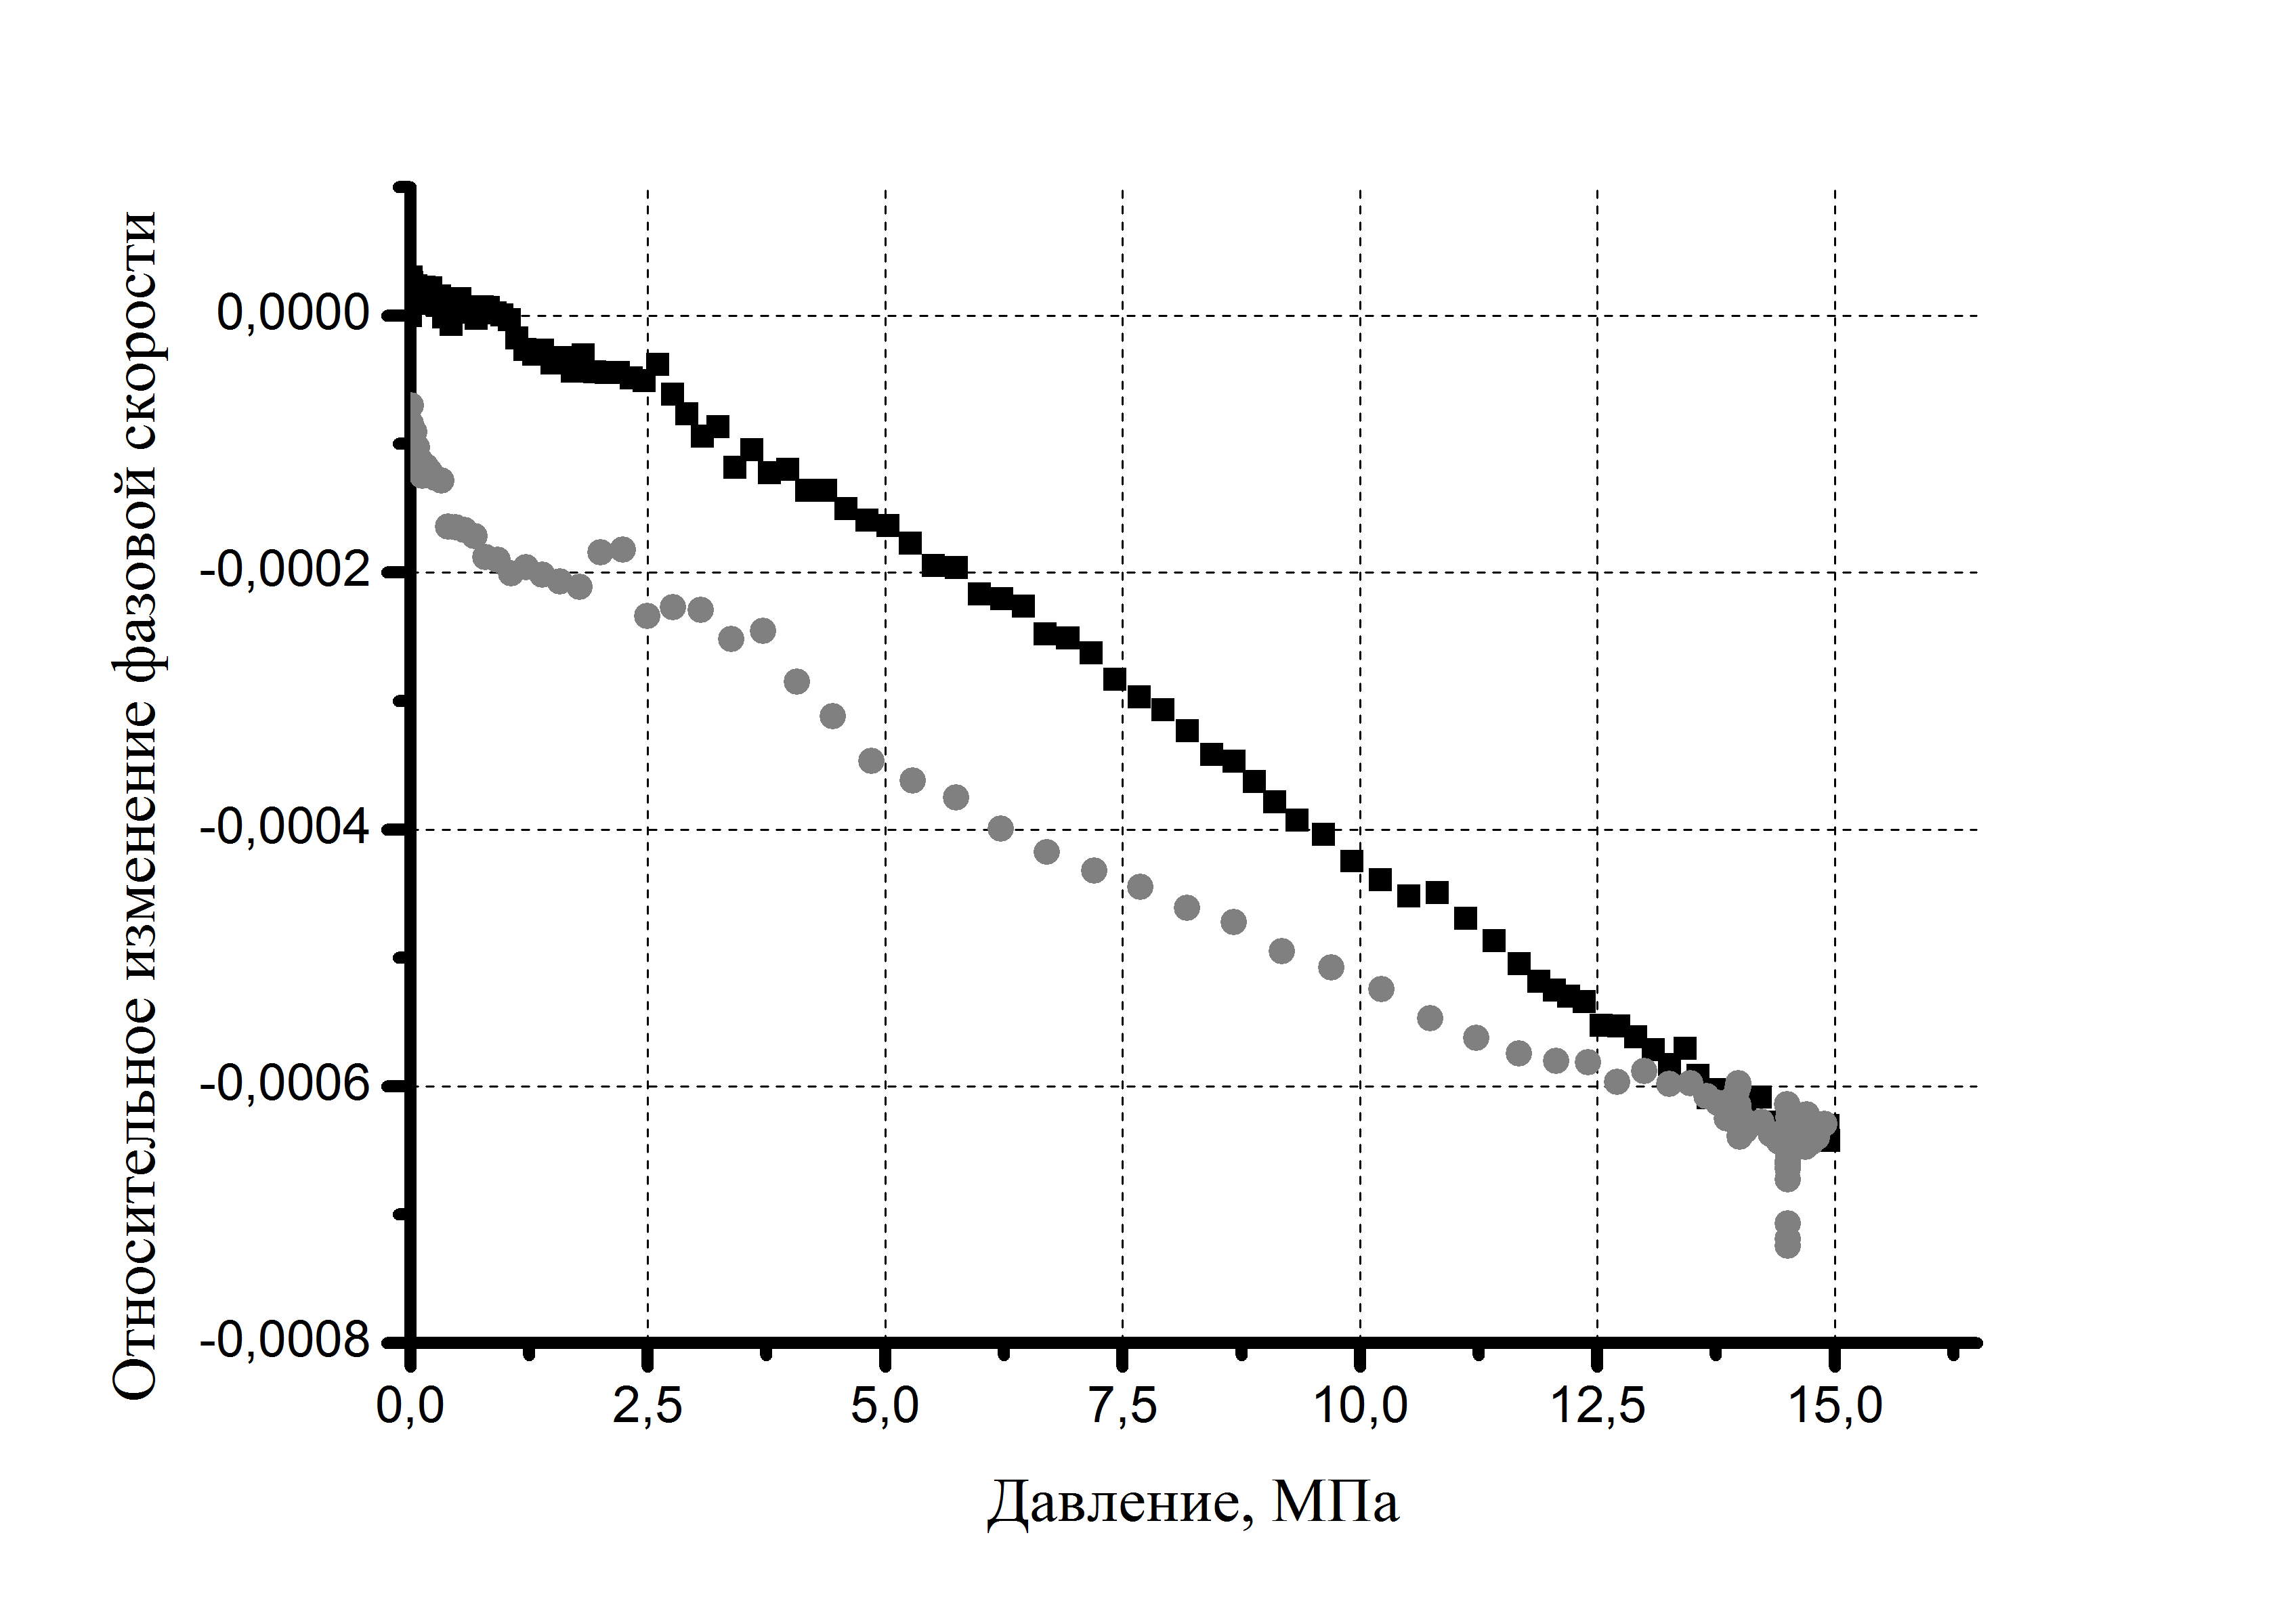 Относительное изменение фазовой скорости
0,0000
-0,0002
-0,0004
-0,0006
-0,0008
0,0 2,5 5,0 7,5 10,0 12,5 15,0
Давление, МПа